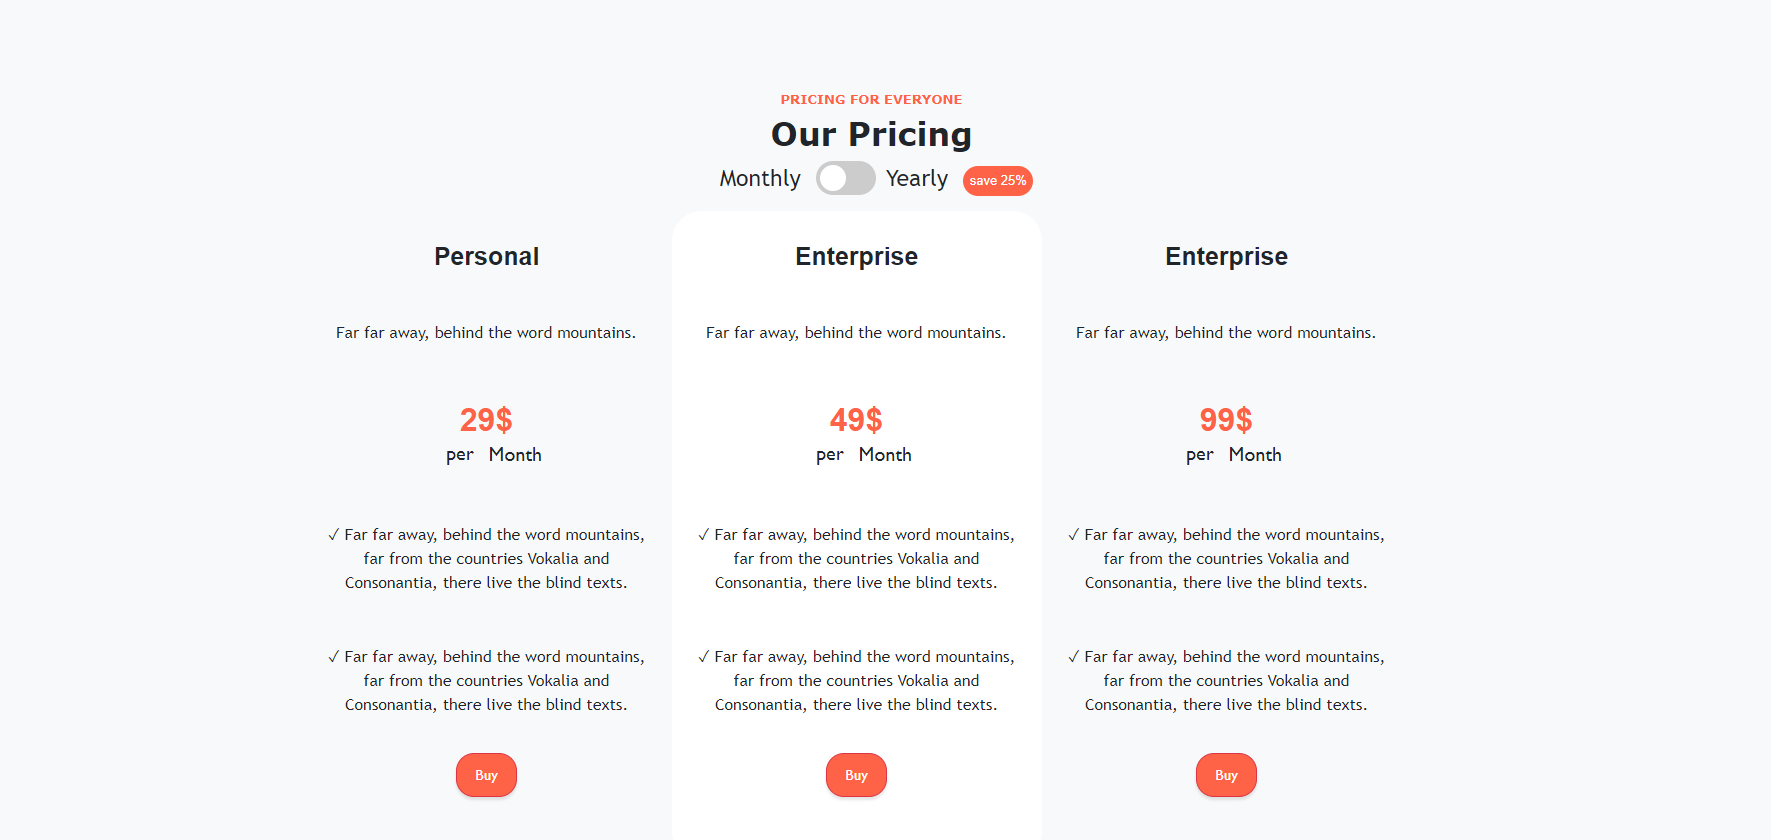 PRICING FOR EVERYONE
Our Pricing
Monthly Yearly save 25%
Personal
Far far away, behind the word mountains.
29$
per Month
✓ Far far away, behind the word mountains,
far from the countries Vokalia and
Consonantia, there live the blind texts.
✓ Far far away, behind the word mountains,
far from the countries Vokalia and
Consonantia, there live the blind texts.
Buy
Enterprise
Far far away, behind the word mountains.
49$
per Month
✓ Far far away, behind the word mountains,
far from the countries Vokalia and
Consonantia, there live the blind texts.
✓ Far far away, behind the word mountains,
far from the countries Vokalia and
Consonantia, there live the blind texts.
Buy
Enterprise
Far far away, behind the word mountains.
99$
per Month
✓ Far far away, behind the word mountains,
far from the countries Vokalia and
Consonantia, there live the blind texts.
✓ Far far away, behind the word mountains,
far from the countries Vokalia and
Consonantia, there live the blind texts.
Buy